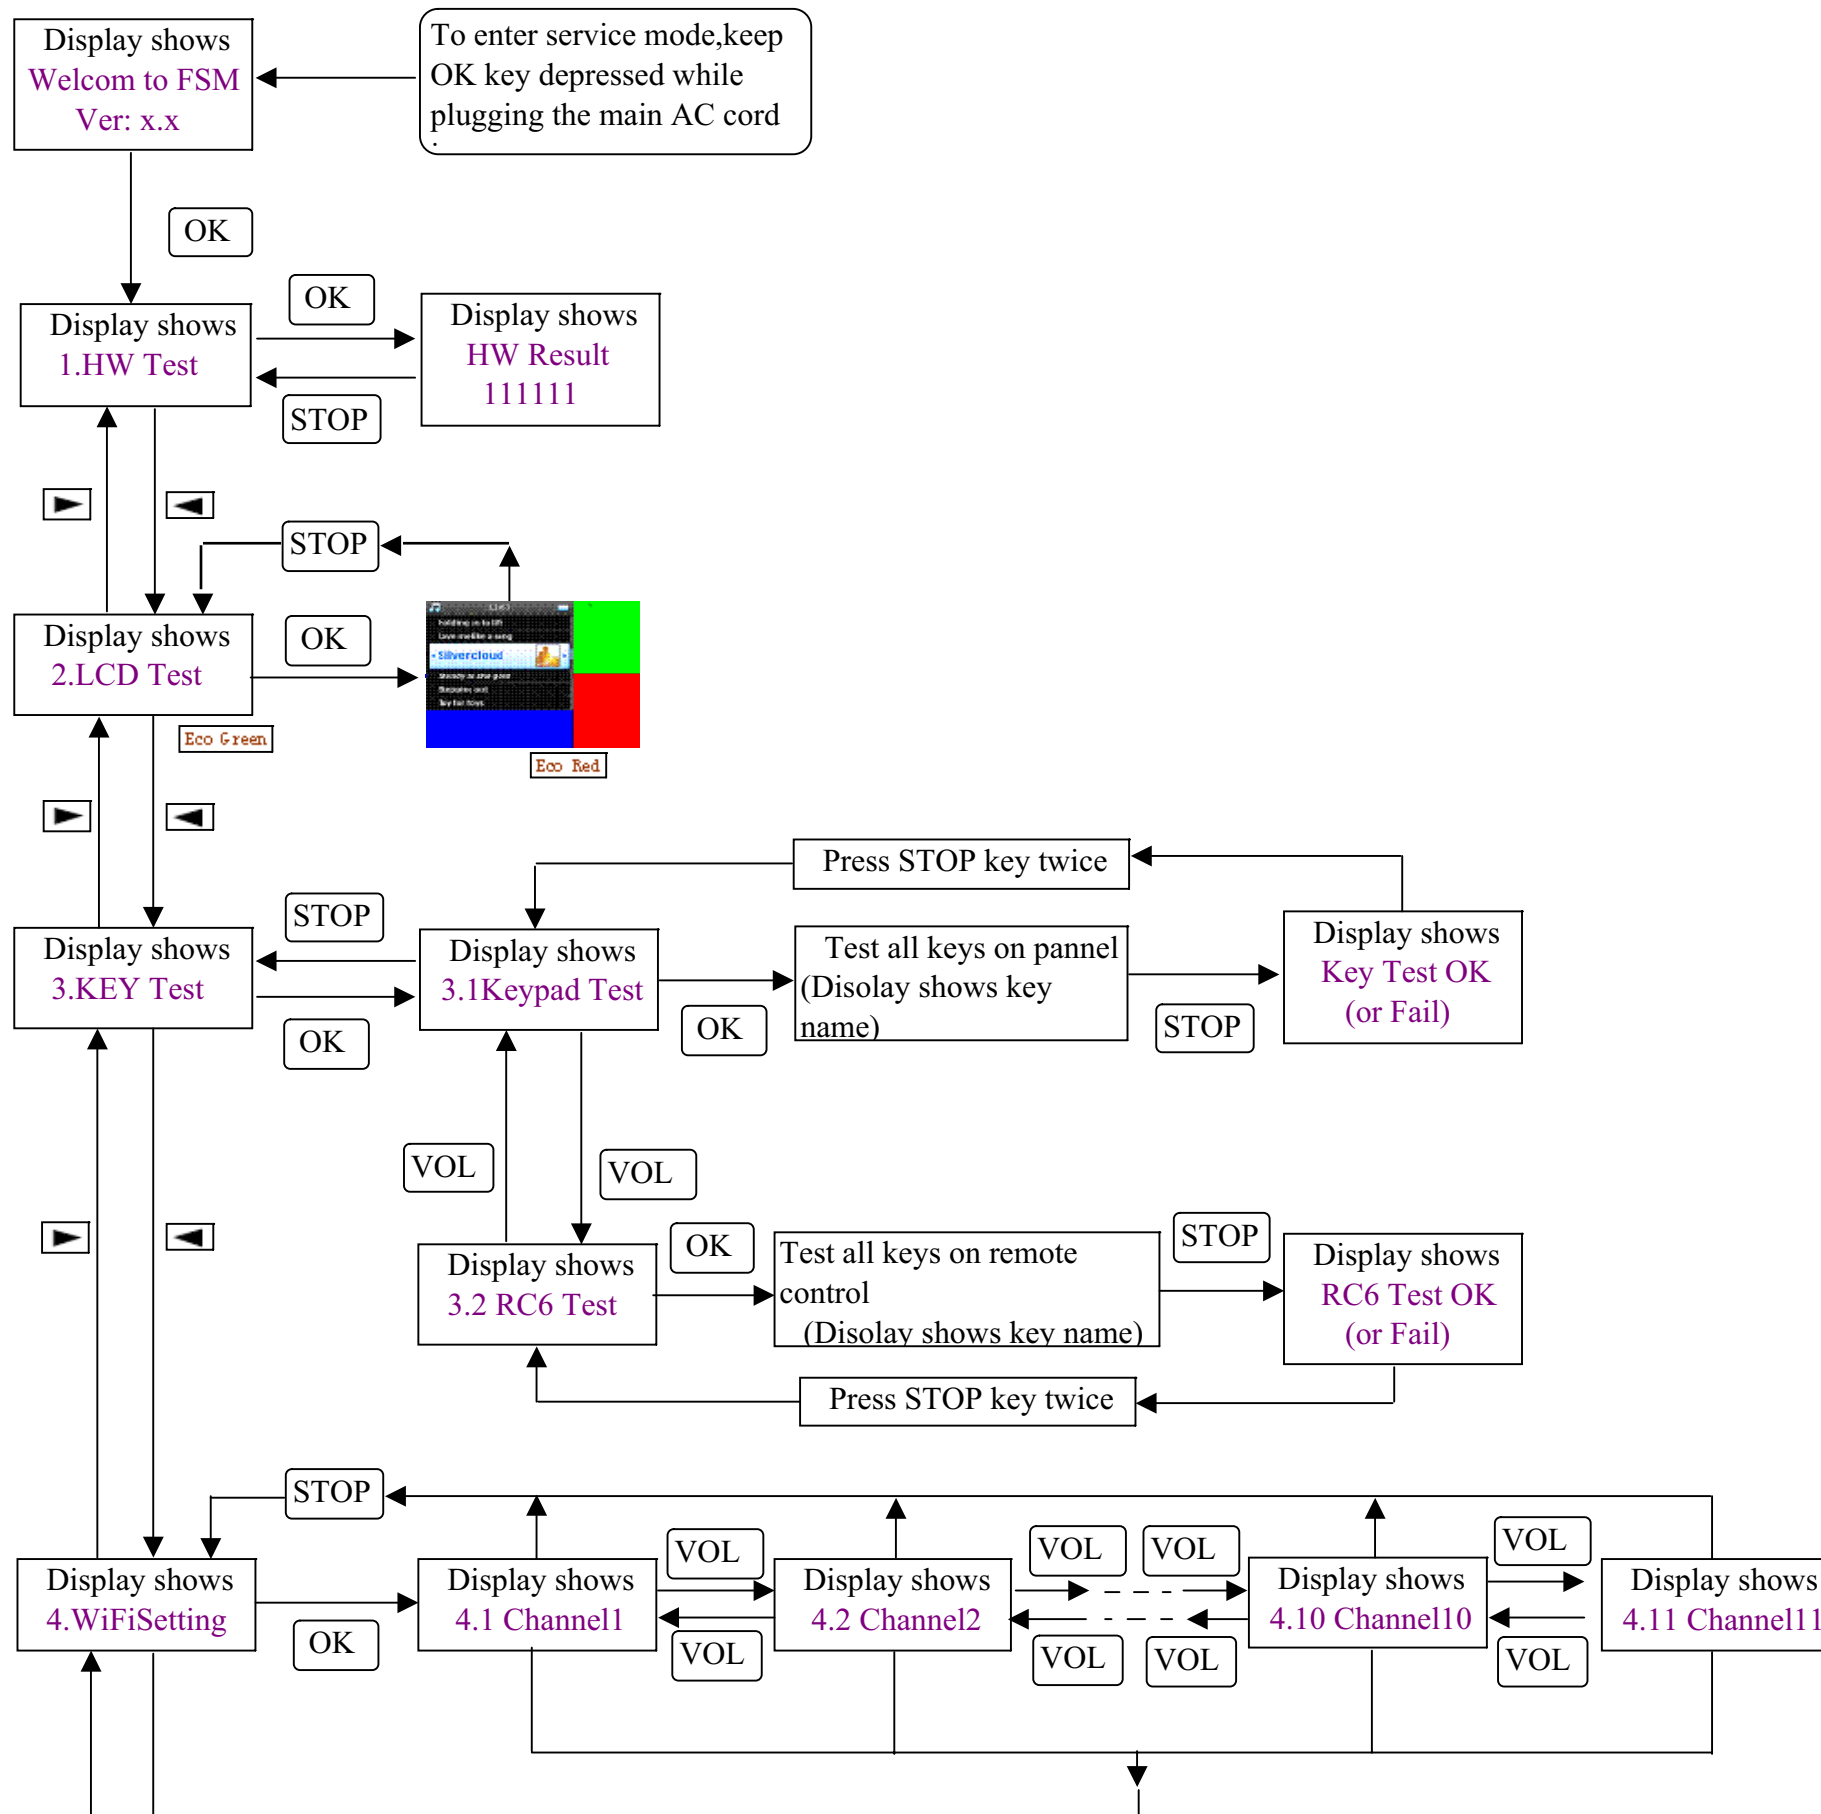 Display shows
Welcom to FSM
Ver: x.x
To enter service mode,keep
OK key depressed while
plugging the main AC cord
OK
Display shows
1.HW Test
OK
STOP
Display shows
HW Result
111111
STOP
Display shows
2.LCD Test
OK
Silvercloud
Eco Green
Eco Red
Press STOP key twice
Display shows
3.KEY Test
STOP
OK
Display shows
3.1Keypad Test
OK
Test all keys on pannel
(Disolay shows key
name)
STOP
Display shows
Key Test OK
(or Fail)
VOL
VOL
Display shows
3.2 RC6 Test
OK
Test all keys on remote
control
(Disolay shows key name)
STOP
Display shows
RC6 Test OK
(or Fail)
Press STOP key twice
STOP
Display shows
4.WiFiSetting
OK
Display shows
4.1 Channel1
VOL
VOL
Display shows
4.2 Channel2
VOL
VOL
VOL
VOL
Display shows
4.10 Channel10
VOL
VOL
Display shows
4.11 Channel11